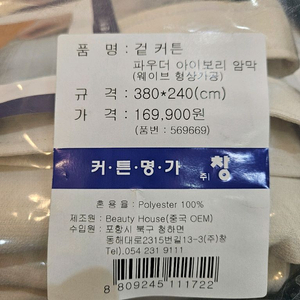 품 명 : 겉 커튼
파우더 아이보리 암막
(웨이브 형상가공)
규 격 : 380*240(cm)
가 격 : 169,900원
(품번 : 569669)
커·튼·명·가 ㈜창
혼 용 율 : Polyester 100%
제조원 : Beauty House(중국 OEM)
수입원 : 포항시 북구 청하면
동해대로2315번길13-3(주)창
Tel).054 231.9111
8 809245 111722